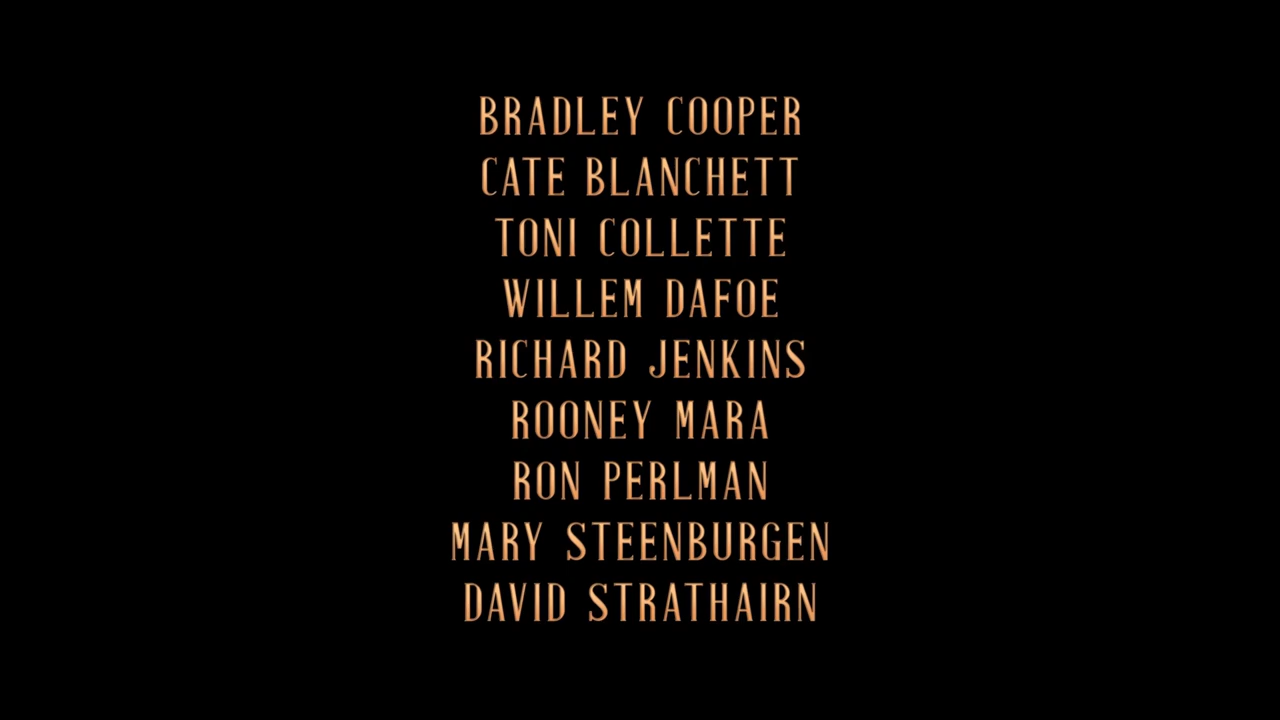 BRADLEY COOPER
CATE BLANCHETT
TONI COLLETTE
WILLEM DAFOE
RICHARD JENKINS
ROONEY MARA
RON PERLMAN
MARY STEENBURGEN
DAVID STRATHAIRN